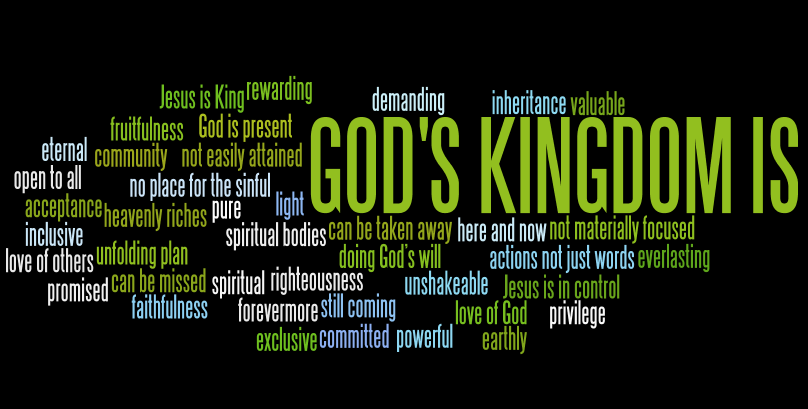 rewarding
Jesus is King
demanding
inheritance
valuable
fruitfulness
God is present
GOD'S KINGDOM IS
eternal
community
not easily attained
open to all
no place for the sinful
light
acceptance
heavenly riches
pure
inclusive
spiritual bodies
can be taken away
here and now
not materially focused
love of others
unfolding plan
doing God's will
actions not just words
everlasting
promised
can be missed
spiritual
righteousness
unshakeable
Jesus is in control
faithfulness
forevermore
still coming
love of God
privilege
exclusive
committed
powerful
earthly